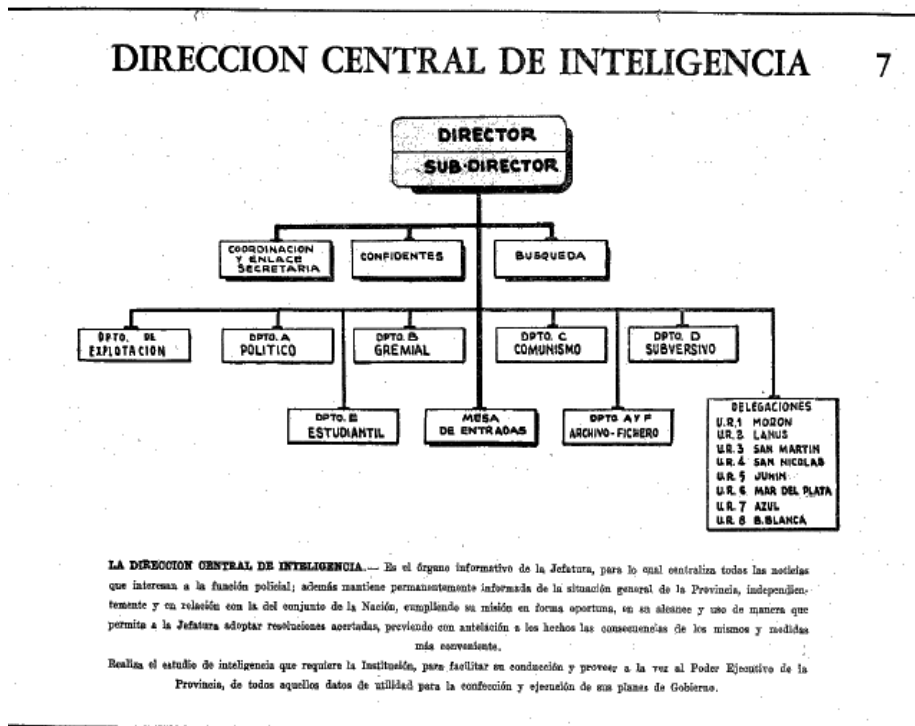 DIRECCION CENTRAL DE INTELIGENCIA 7
DIRECTOR
SUB-DIRECTOR
COORDINACION
Y ENLACE
SECRETARIA
CONFIDENTES
BUSQUEDA
DPTO. DE
EXPLOTACION
DPTO. A
POLITICO
DPTO. B
GREMIAL
DPTO. C
COMUNISMO
DPTO. D
SUBVERSIVO
DPTO. E
ESTUDIANTIL
MESA
DE ENTRADAS
DPTO A Y F
ARCHIVO-FICHERO
DELEGACIONES
U.R.1 MORON
U.R.2 LANUS
U.R.3 SAN MARTIN
U.R.4 SAN NICOLAS
U.R.5 JUNIN
U.R.6 MAR DEL PLATA
U.R.7 AZUL
U.R.8 B.BLANCA
LA DIRECCION CENTRAL DE INTELIGENCIA.— Es el órgano informativo de la Jefatura, para lo cual centraliza todas las noticias
que interesan a la función policial; además mantiene permanentemente informada de la situación general de la Provincia, independien-
temente y en relación con la del conjunto de la Nación, cumpliendo su misión en forma oportuna, en su alcance y uso de manera que
permita a la Jefatura adoptar resoluciones acertadas, previendo con antelación a los hechos las consecuencias de los mismos y medidas
más conveniente.
Realiza el estudio de inteligencia que requiere la Institución, para facilitar su conducción y proveer a la vez al Poder Ejecutivo de la
Provincia, de todos aquellos datos de utilidad para la confección y ejecución de sus planes de Gobierno.